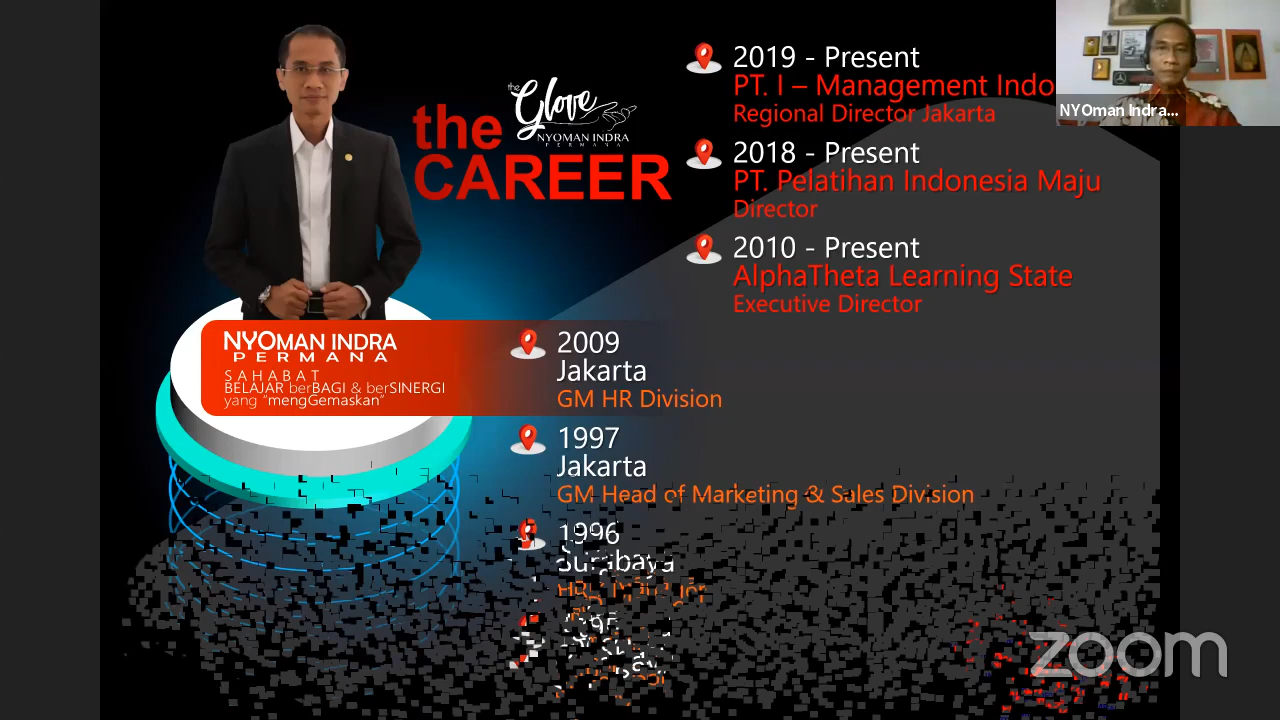 the
Glove
NYOMAN INDRA
PERMANA
the
CAREER
2019 - Present
PT. I – Management Indo
Regional Director Jakarta
NYOman Indra...
2018 - Present
PT. Pelatihan Indonesia Maju
Director
2010 - Present
AlphaTheta Learning State
Executive Director
NYOMAN INDRA
PERMANA
SAHABAT
BELAJAR berBAGI & berSINERGI
yang "mengGemaskan"
2009
Jakarta
GM HR Division
1997
Jakarta
GM Head of Marketing & Sales Division
1996
Surabaya
zoom